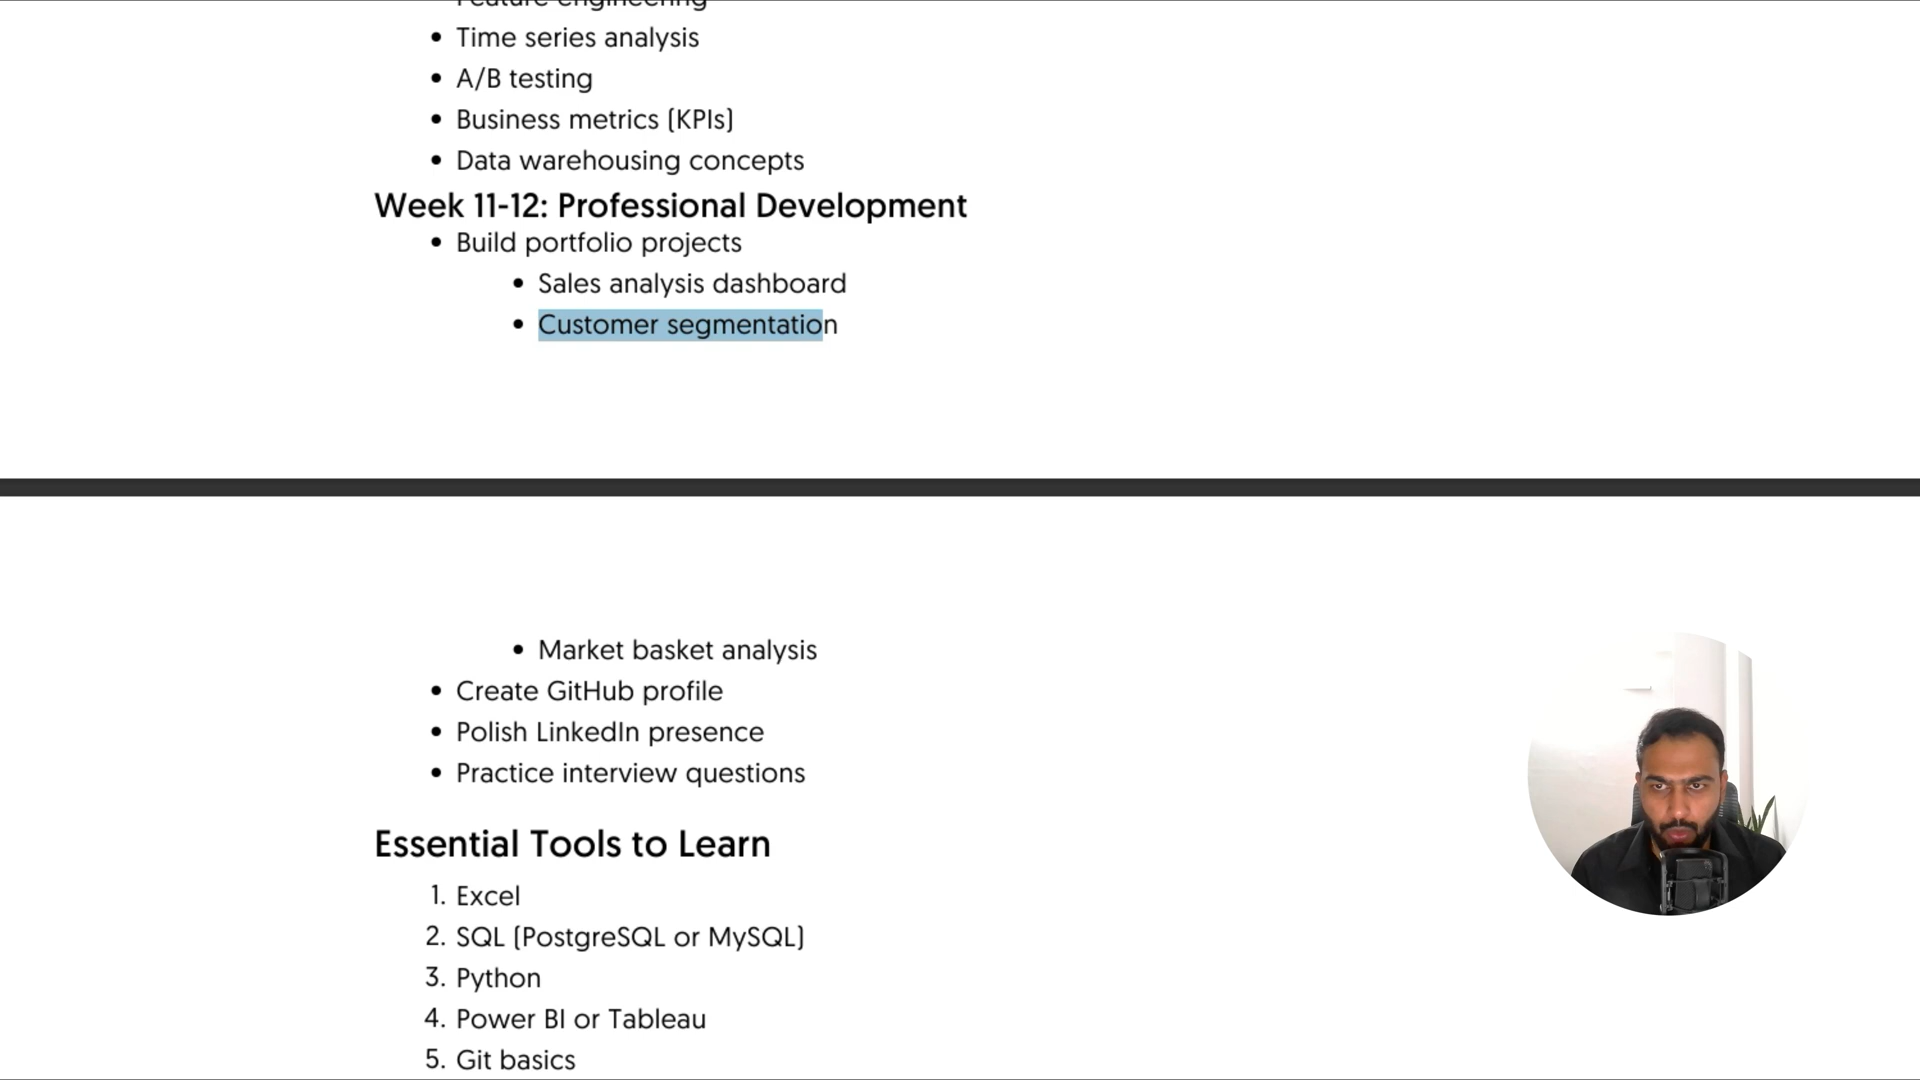 Feature engineering
• Time series analysis
• A/B testing
• Business metrics (KPIs)
• Data warehousing concepts
Week 11-12: Professional Development
• Build portfolio projects
• Sales analysis dashboard
• Customer segmentation
• Market basket analysis
• Create GitHub profile
• Polish LinkedIn presence
• Practice interview questions
Essential Tools to Learn
1. Excel
2. SQL (PostgreSQL or MySQL)
3. Python
4. Power BI or Tableau
5. Git basics